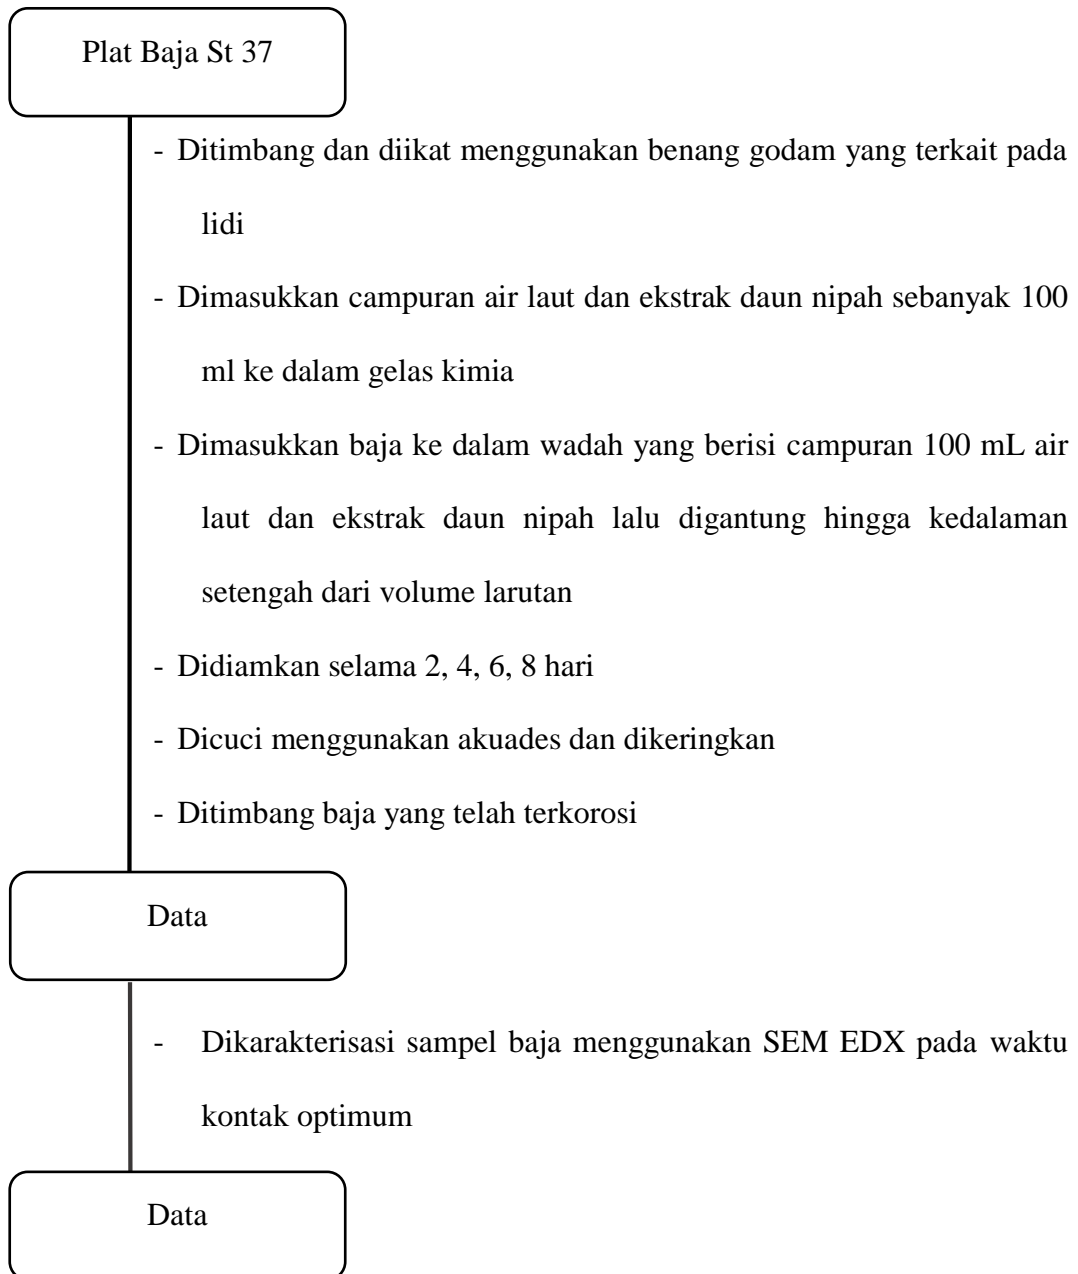 Plat Baja St 37
- Ditimbang dan diikat menggunakan benang godam yang terkait pada
lidi
- Dimasukkan campuran air laut dan ekstrak daun nipah sebanyak 100
ml ke dalam gelas kimia
- Dimasukkan baja ke dalam wadah yang berisi campuran 100 mL air
laut dan ekstrak daun nipah lalu digantung hingga kedalaman
setengah dari volume larutan
- Didiamkan selama 2, 4, 6, 8 hari
- Dicuci menggunakan akuades dan dikeringkan
- Ditimbang baja yang telah terkorosi
Data
- Dikarakterisasi sampel baja menggunakan SEM EDX pada waktu
kontak optimum
Data